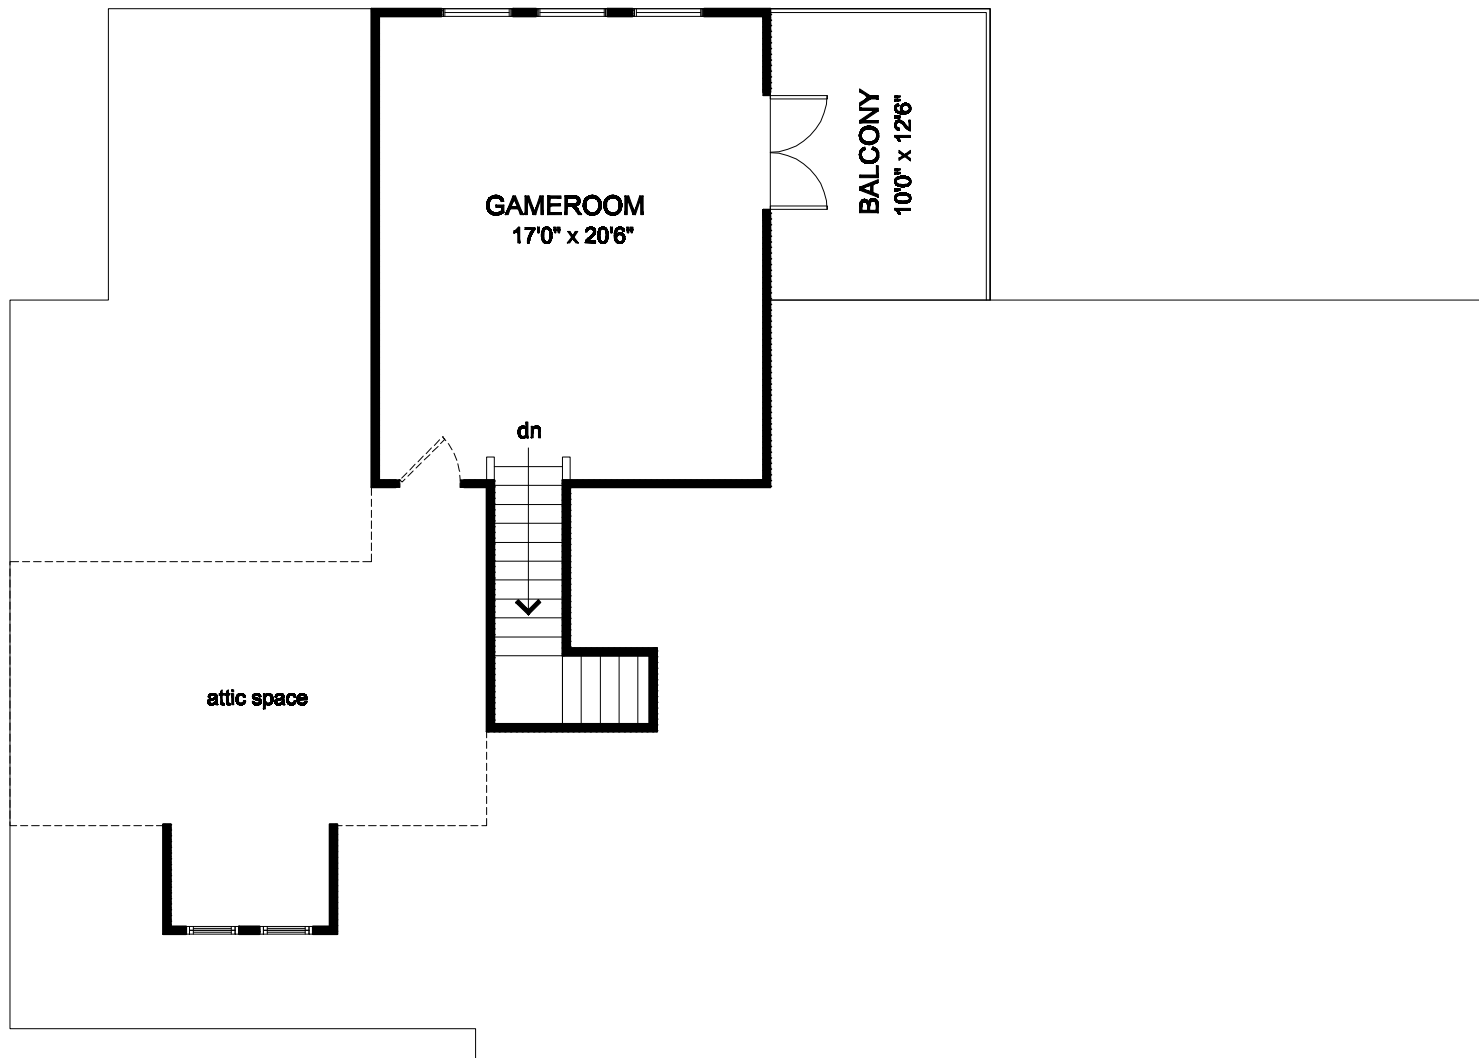 GAMEROOM
17'0" x 20'6"
BALCONY
10'0" x 12'6"
dn
attic space